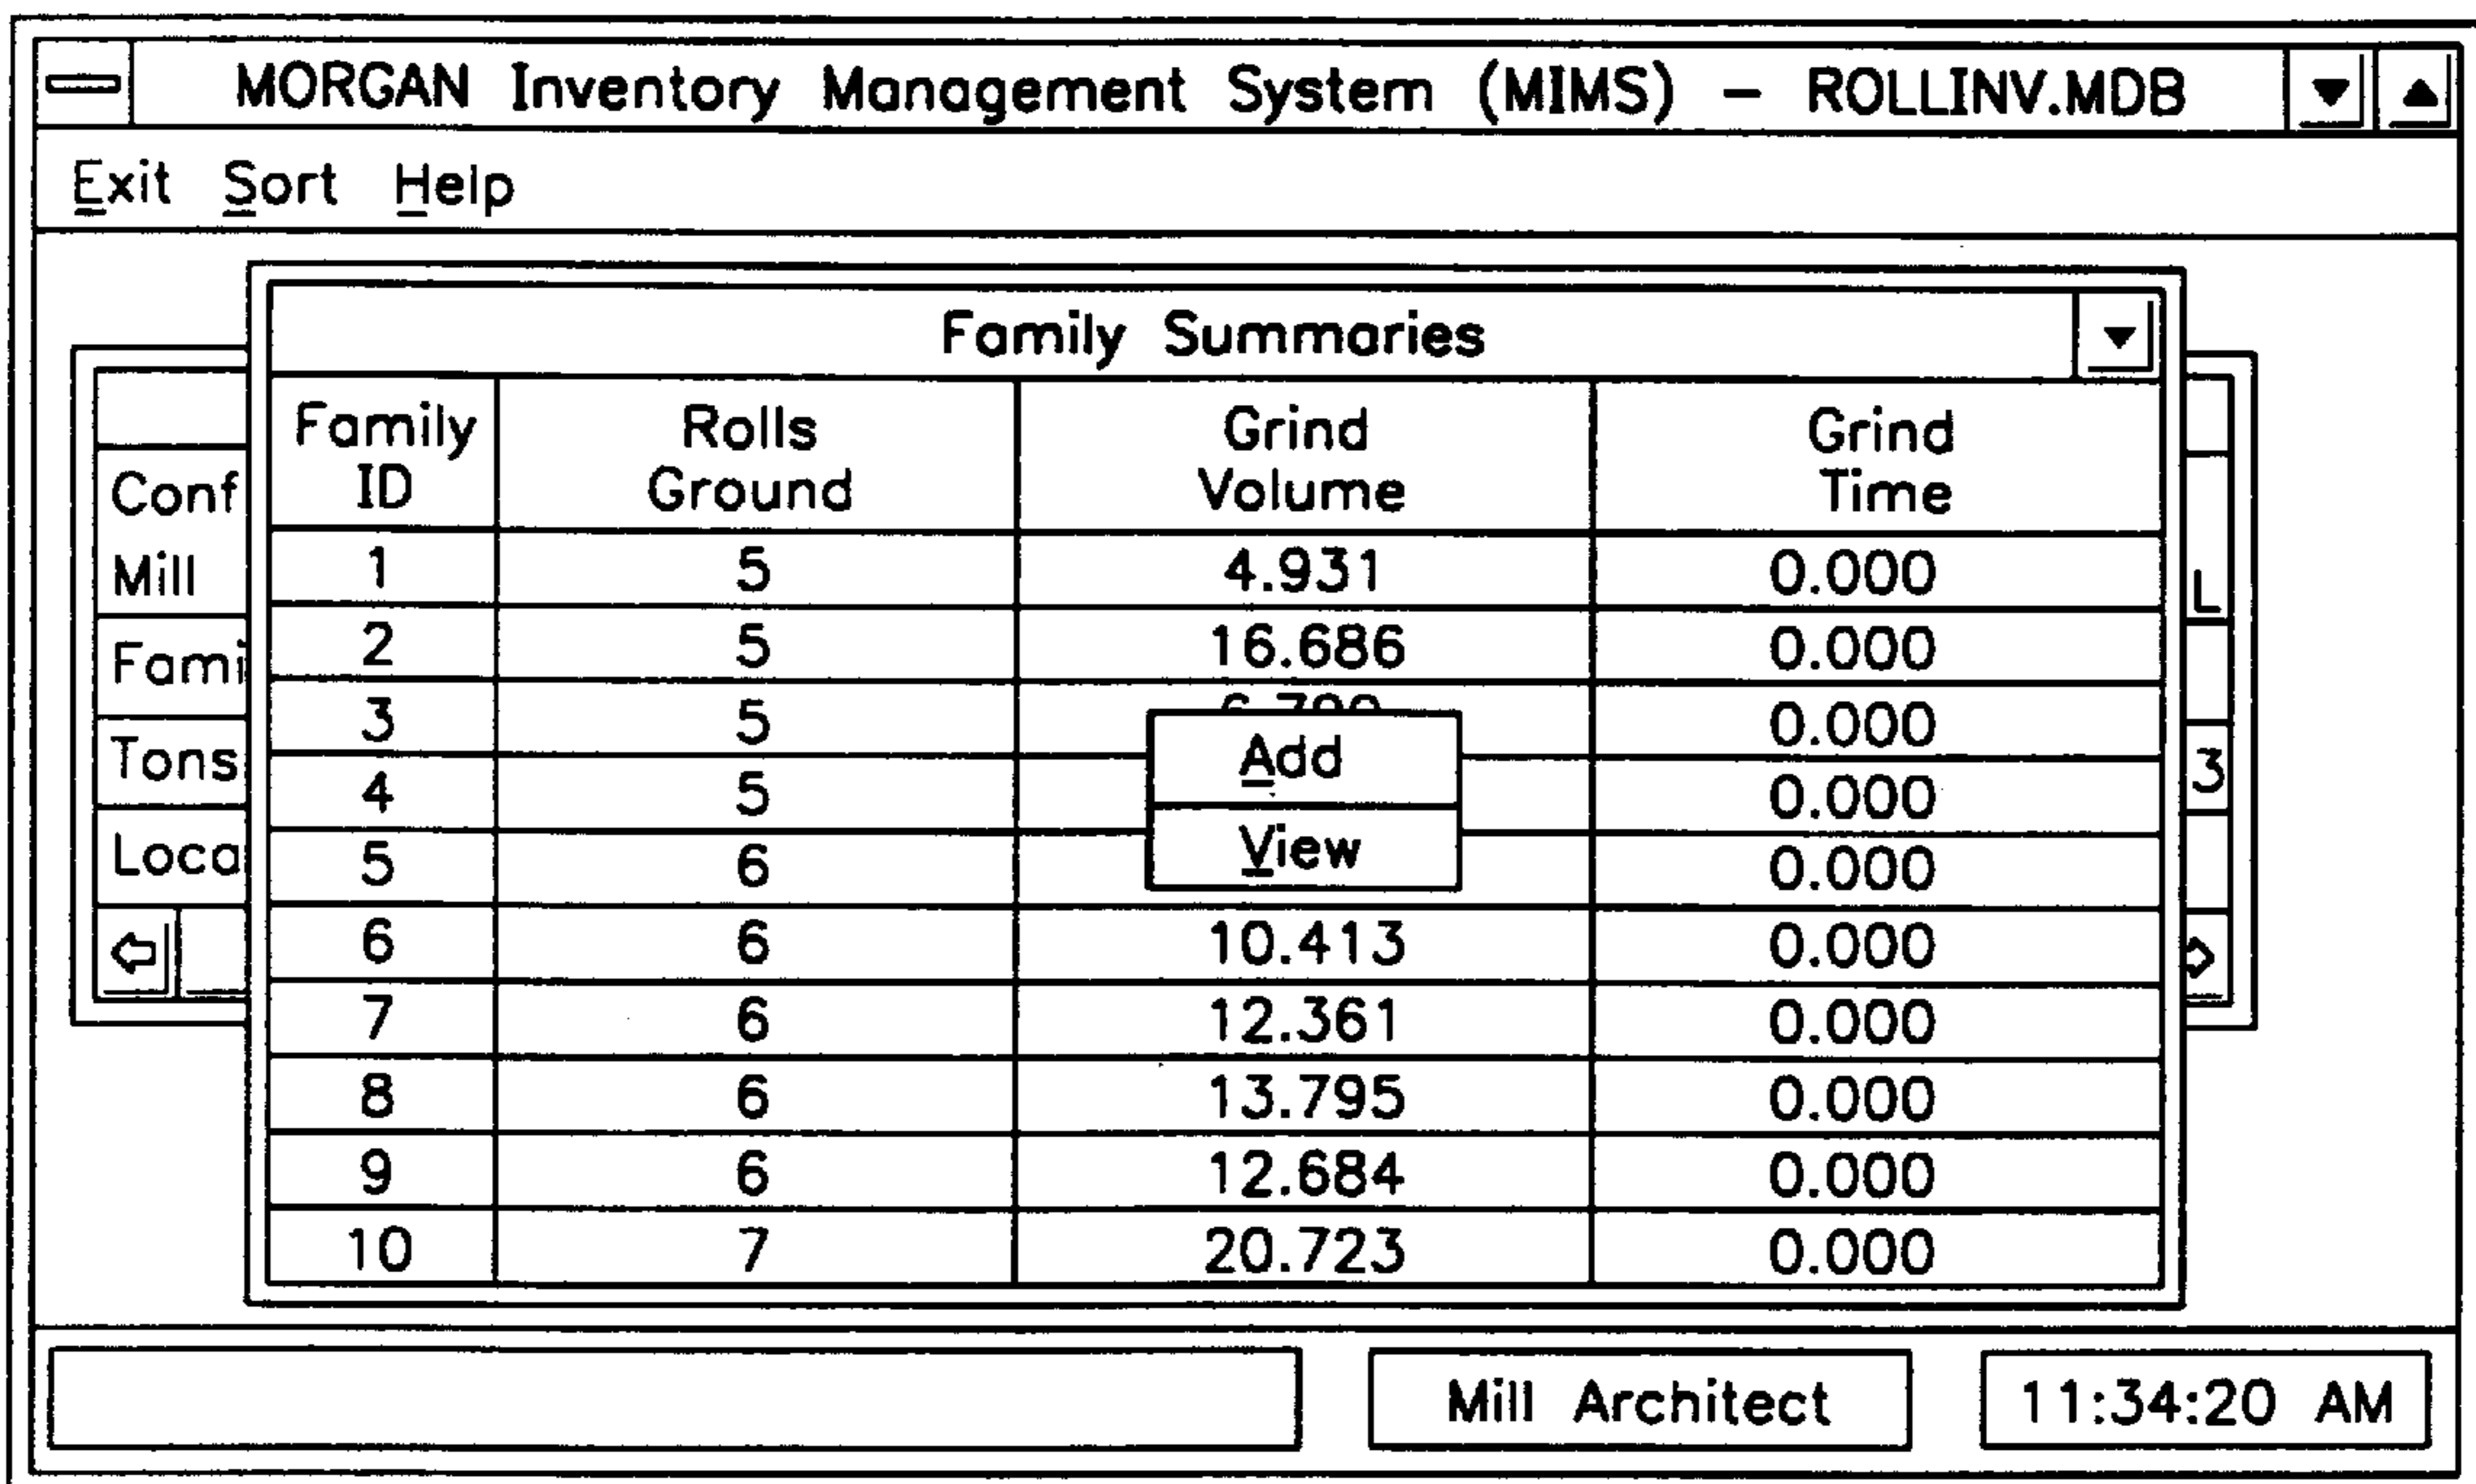 MORGAN Inventory Management System (MIMS) – ROLLINV.MDB
Exit Sort Help
Family Summaries
Family ID Rolls Ground Grind Volume Grind Time
1 5 4.931 0.000
2 5 16.686 0.000
3 5 0.000
4 5 0.000
5 6 0.000
6 6 10.413 0.000
7 6 12.361 0.000
8 6 13.795 0.000
9 6 12.684 0.000
10 7 20.723 0.000
Add
View
Conf
Mill L
Fami
Tons 3
Loca
Mill Architect 11:34:20 AM